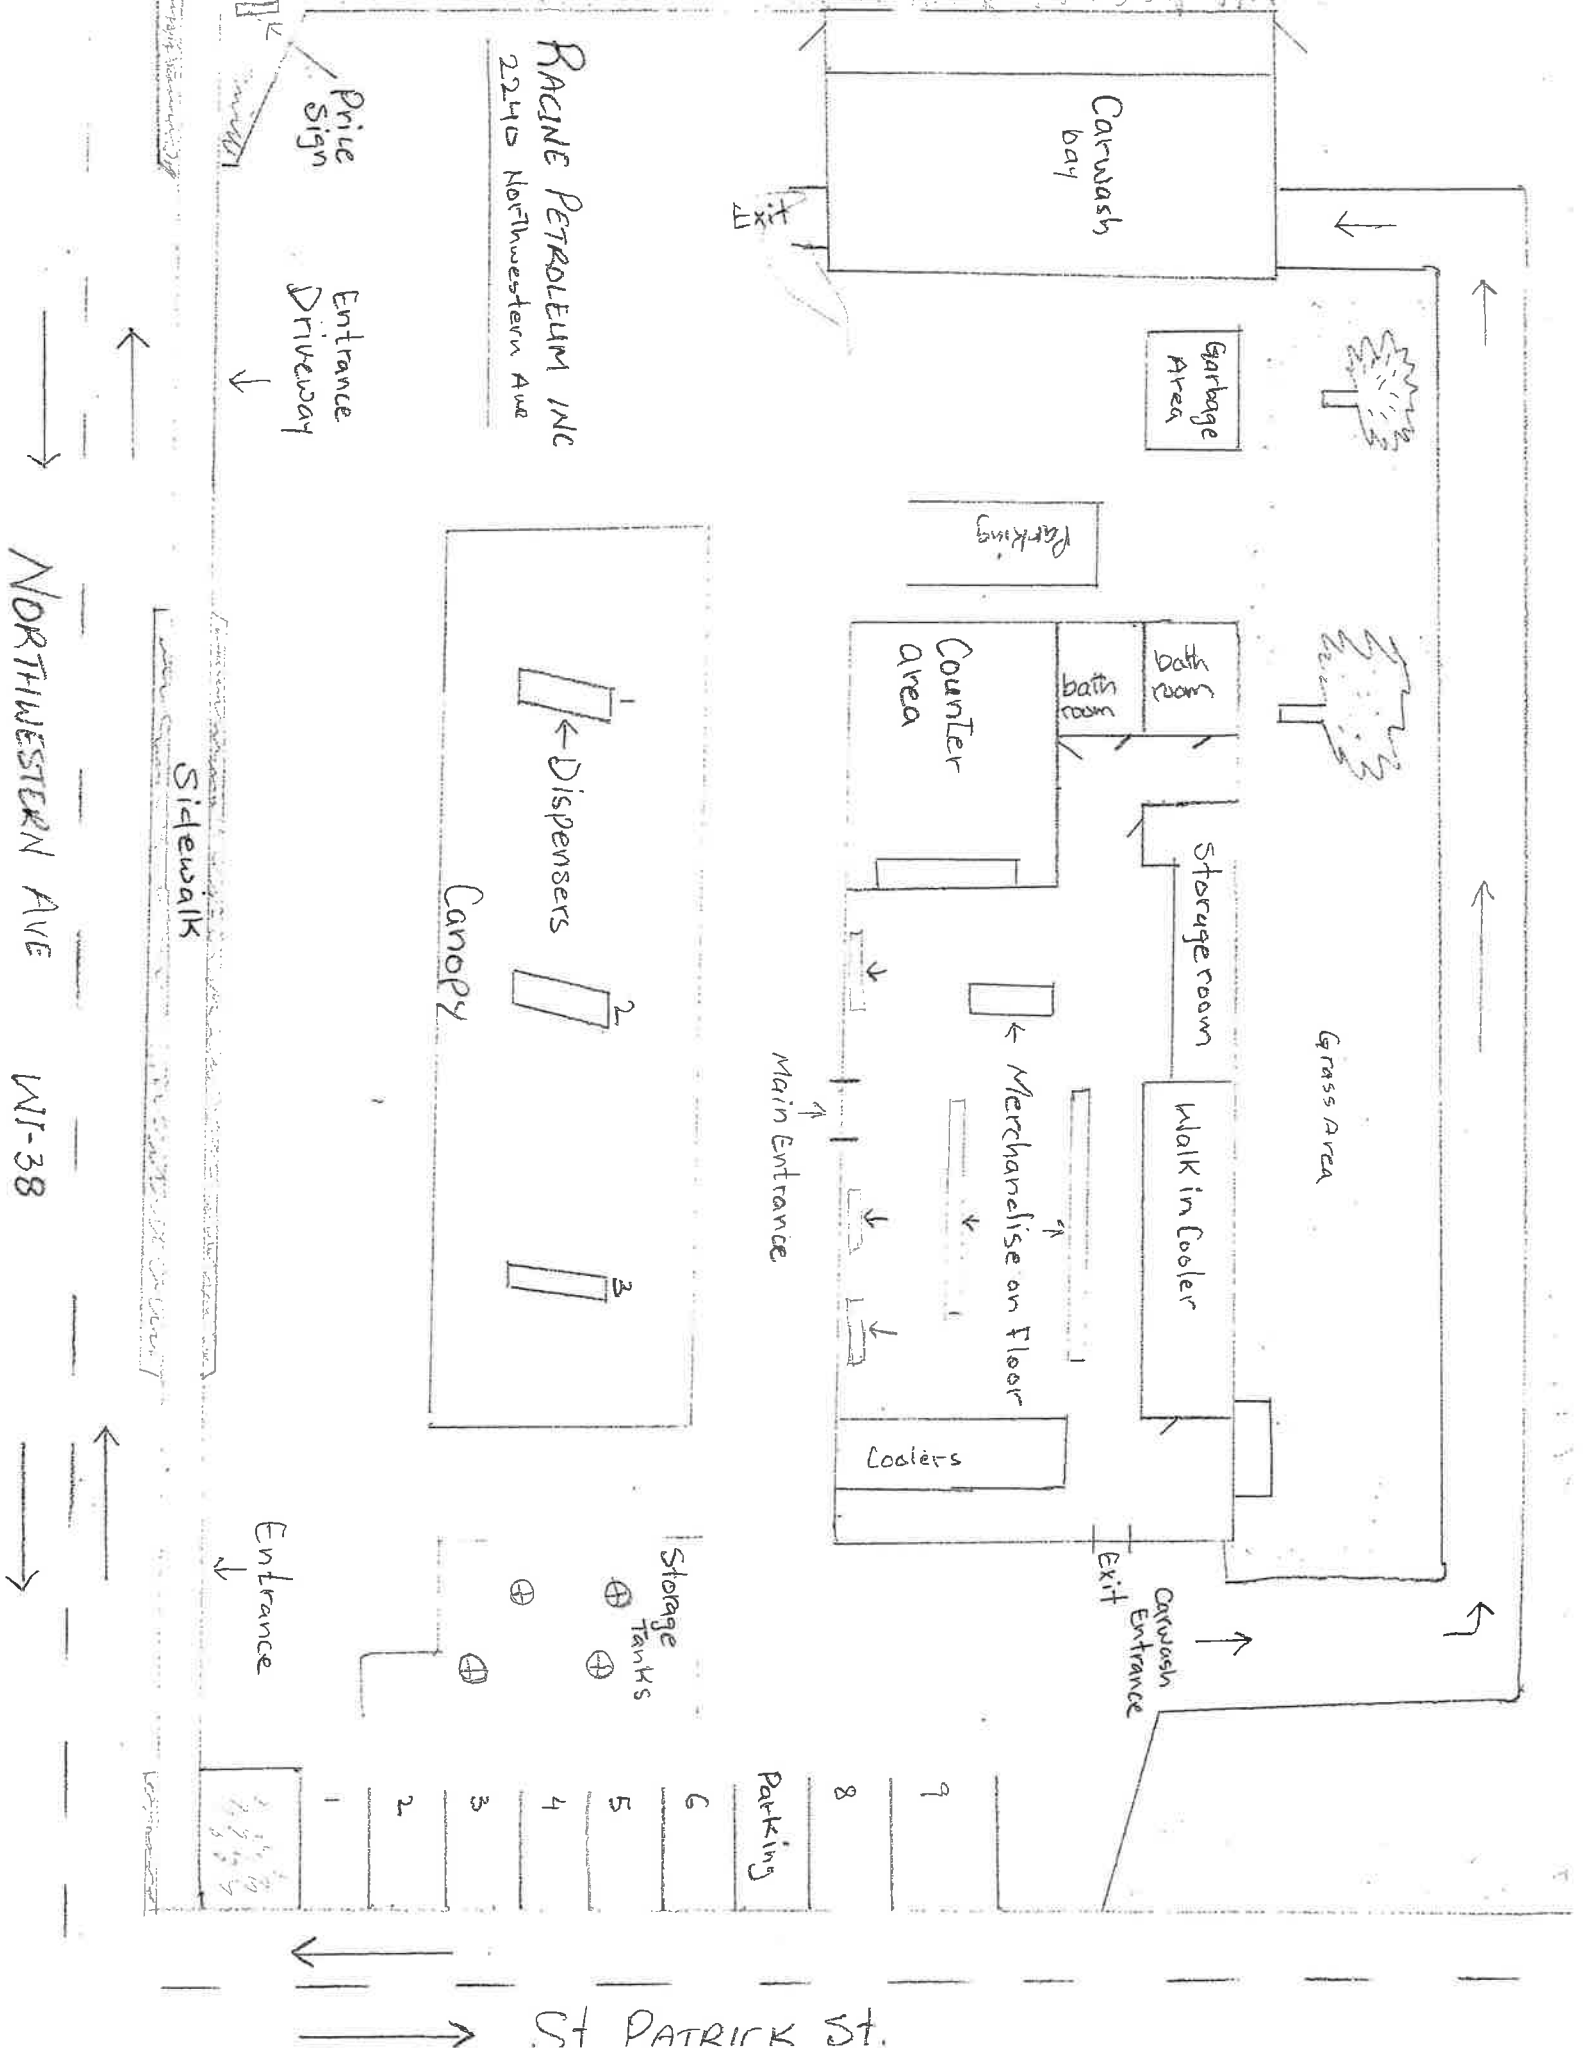 RACINE PETROLEUM INC
2240 Northwestern Ave
Price
Sign
Entrance
Driveway
Carwash
bay
Exit
Garbage
Area
Parking
Counter
area
bath
room
bath
room
Storage room
Walk in Cooler
Grass Area
Merchandise on Floor
Main Entrance
Coolers
Exit
Carwash
Entrance
1
Dispensers
2
3
Canopy
Storage
Tanks
Entrance
Sidewalk
NORTHWESTERN AVE WI-38
1
2
3
4
5
6
Parking
8
9
St PATRICK St.